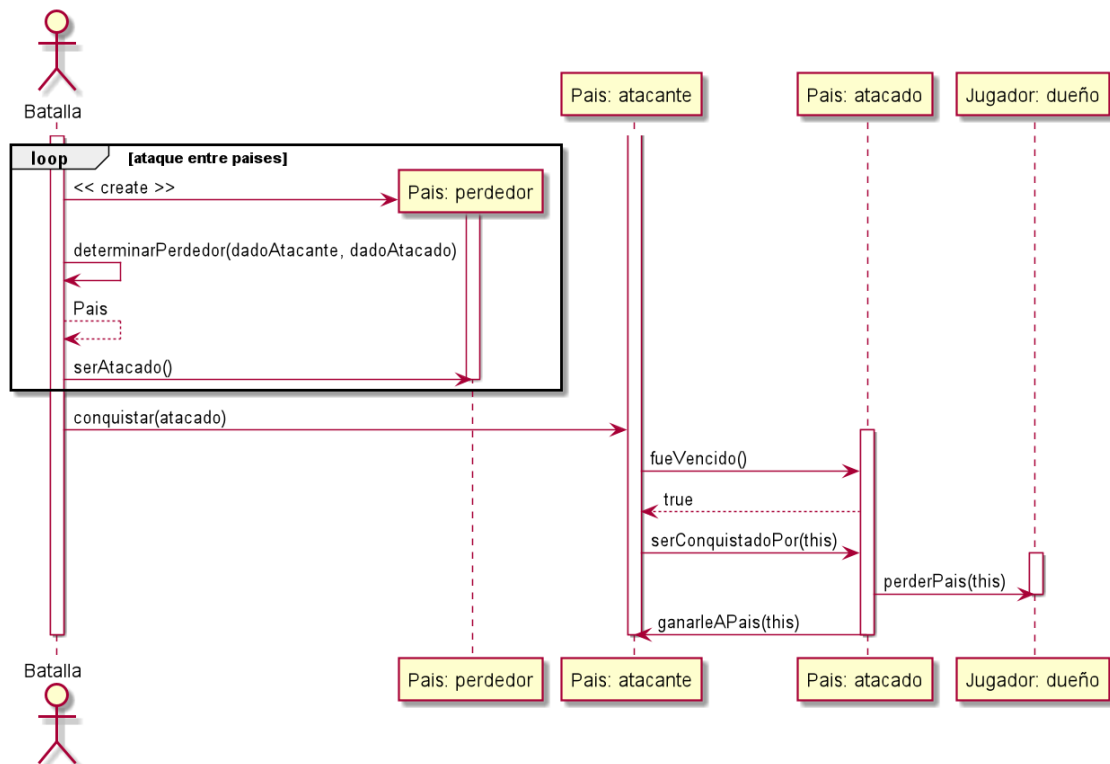 Batalla
Pais: atacante
Pais: atacado
Jugador: dueño
loop
[ataque entre paises]
<< create >>
Pais: perdedor
determinarPerdedor(dadoAtacante, dadoAtacado)
Pais
serAtacado()
conquistar(atacado)
fueVencido()
true
serConquistadoPor(this)
perderPais(this)
ganarleAPais(this)
Batalla
Pais: perdedor
Pais: atacante
Pais: atacado
Jugador: dueño